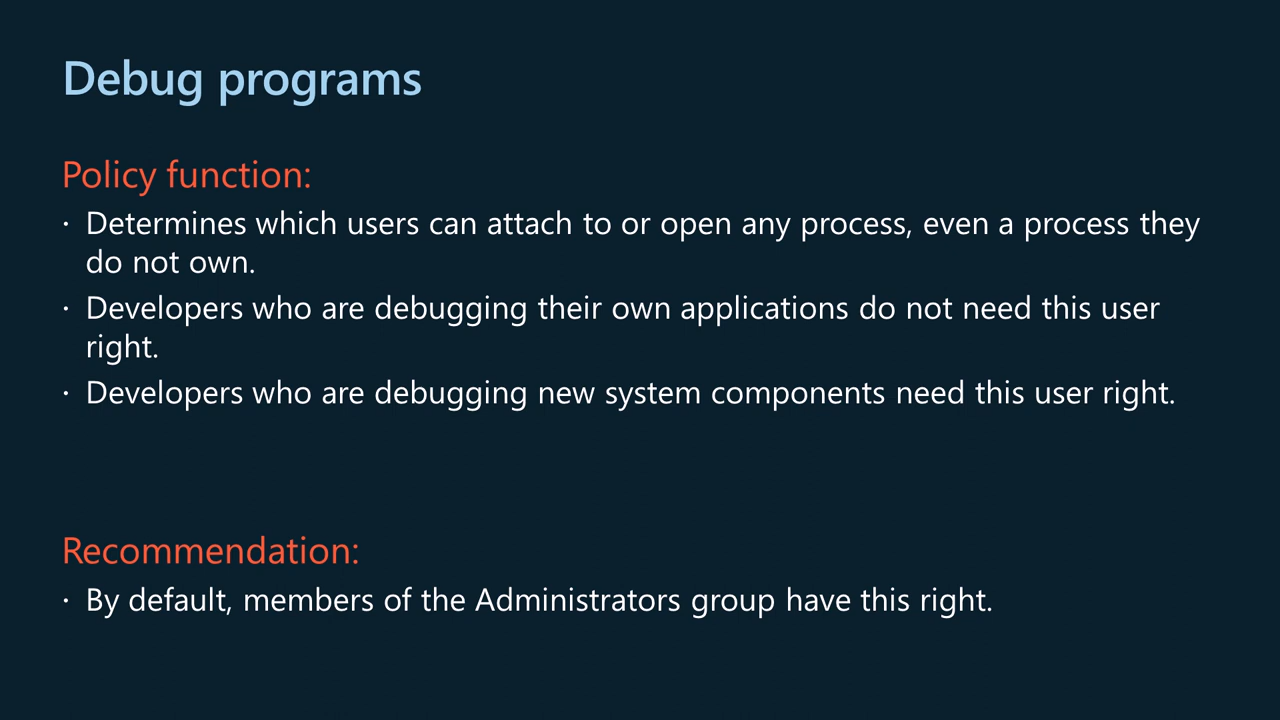 Debug programs
Policy function:
· Determines which users can attach to or open any process, even a process they
do not own.
· Developers who are debugging their own applications do not need this user
right.
· Developers who are debugging new system components need this user right.
Recommendation:
· By default, members of the Administrators group have this right.